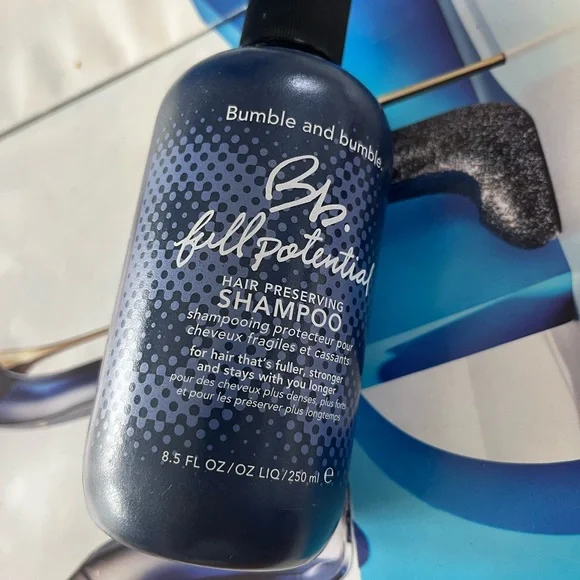 Bumble and bumble.
Bb.
full potential
HAIR PRESERVING
SHAMPOO
shampooing protecteur pour
cheveux fragiles et cassants
for hair that's fuller, stronger
and stays with you longer
pour des cheveux plus denses, plus forts
et pour les préserver plus longtemps
8.5 FL OZ/OZ LIQ/250 ml ℮